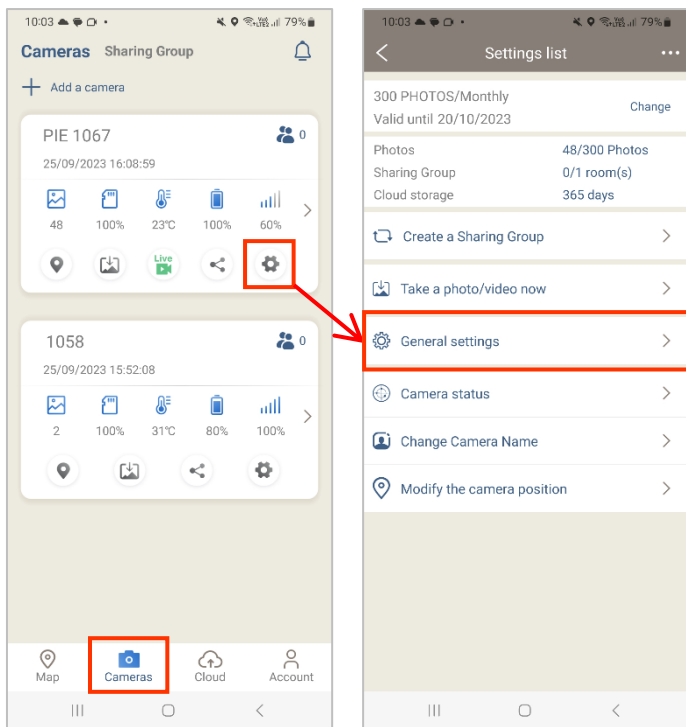 10:03
79%
Cameras Sharing Group
+ Add a camera
PIE 1067
0
25/09/2023 16:08:59
48 100% 23℃ 100% 60%
Live
1058
0
25/09/2023 15:52:08
2 100% 31℃ 80% 100%
Map Cameras Cloud Account
10:03
79%
Settings list
300 PHOTOS/Monthly
Valid until 20/10/2023
Change
Photos 48/300 Photos
Sharing Group 0/1 room(s)
Cloud storage 365 days
Create a Sharing Group
Take a photo/video now
General settings
Camera status
Change Camera Name
Modify the camera position